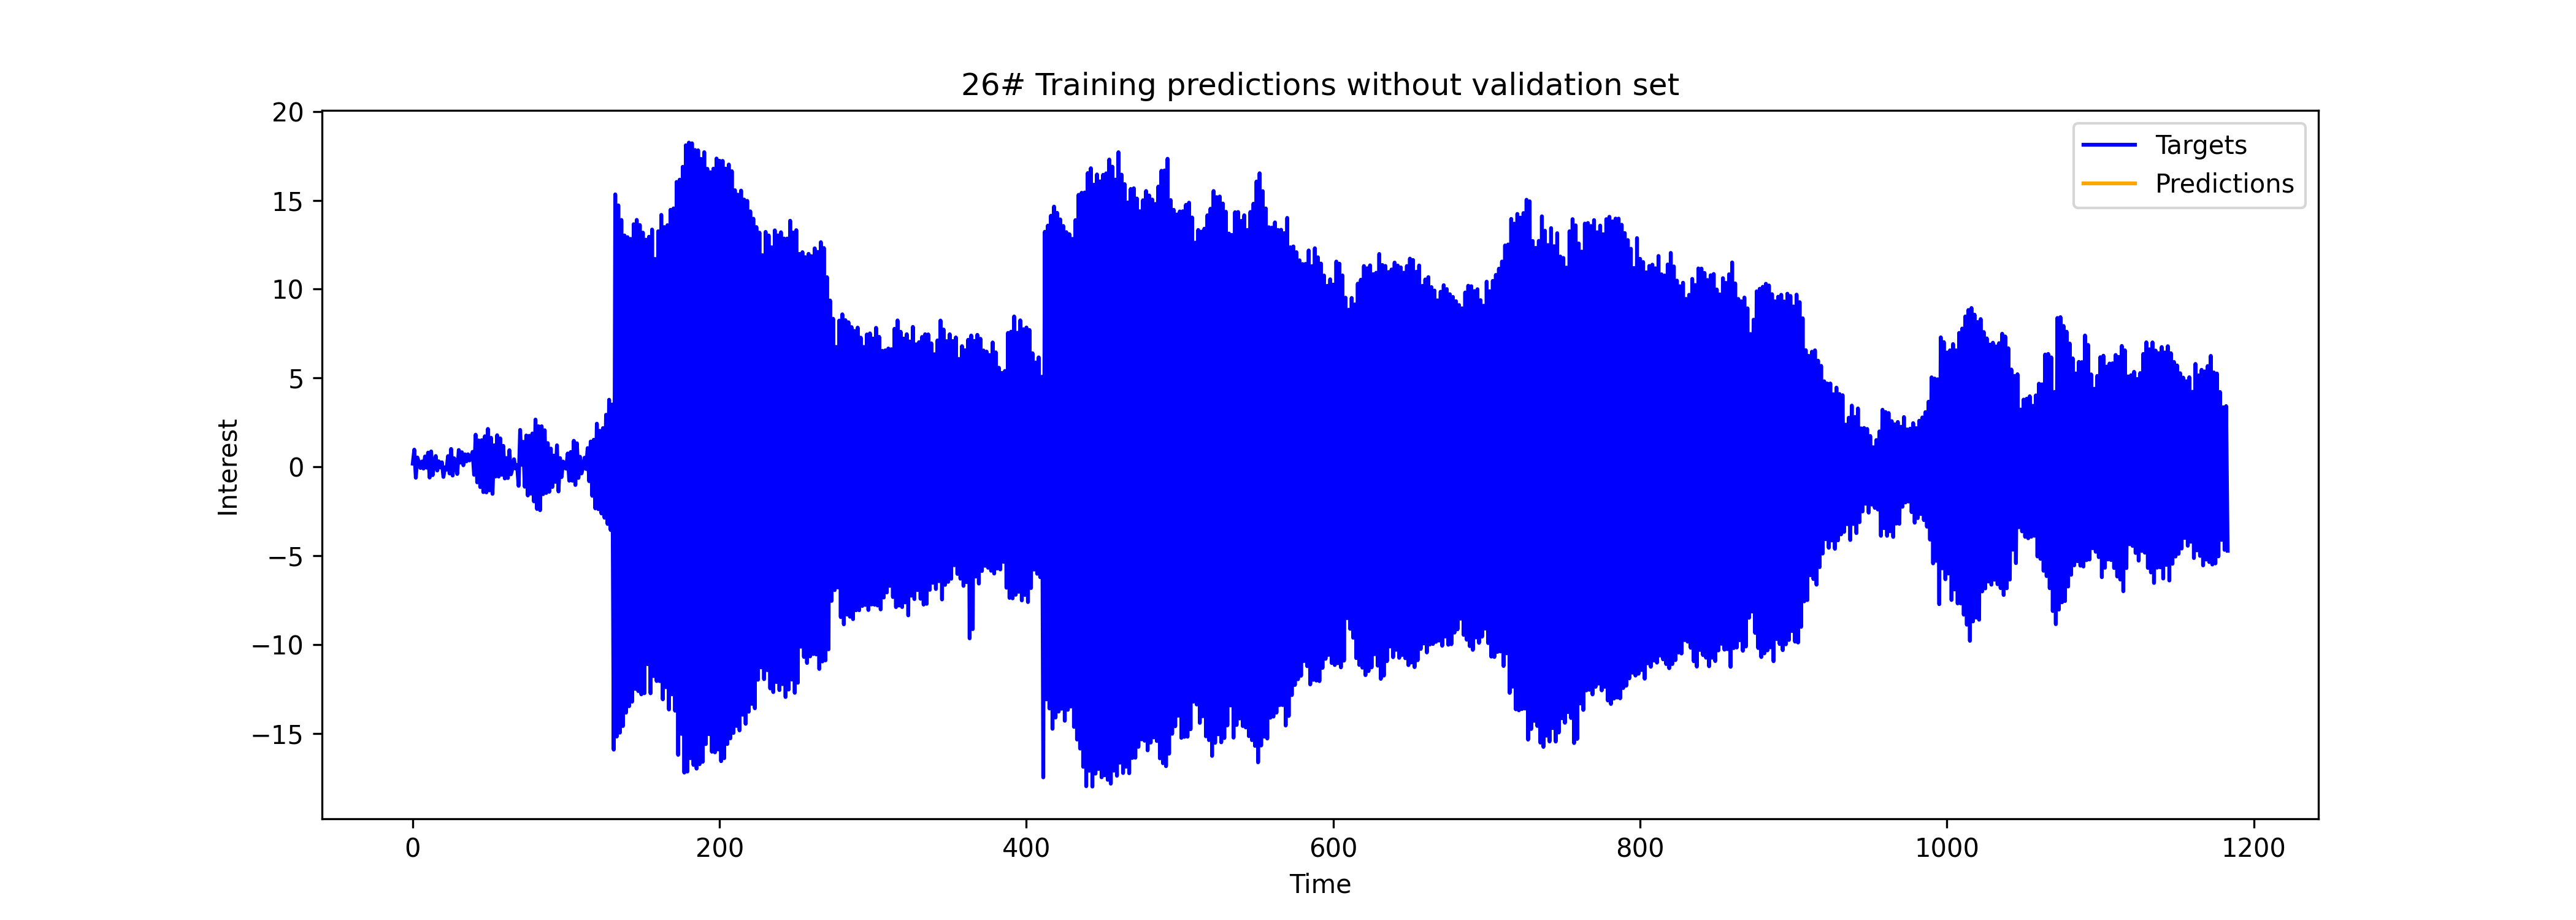 26# Training predictions without validation set
20
15
10
5
0
−5
−10
−15
Interest
Targets
Predictions
0 200 400 600 800 1000 1200
Time